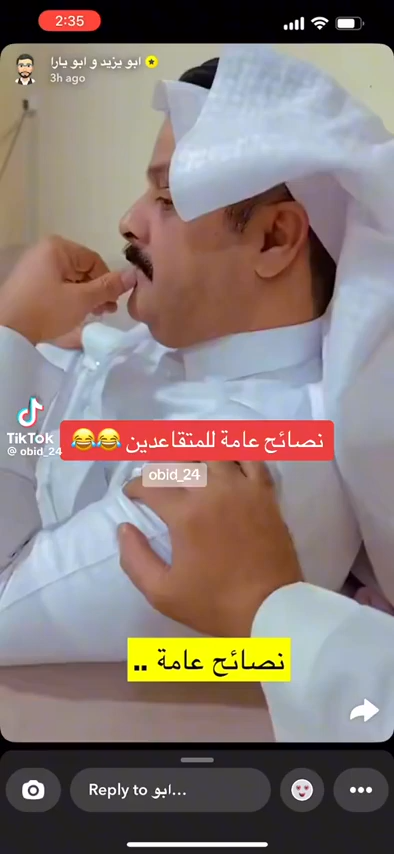 2:35
ابو يزيد و ابو يارا
3h ago
TikTok
@ obid_24
نصائح عامة للمتقاعدين 😂😂
obid_24
نصائح عامة ..
Reply to ابو...